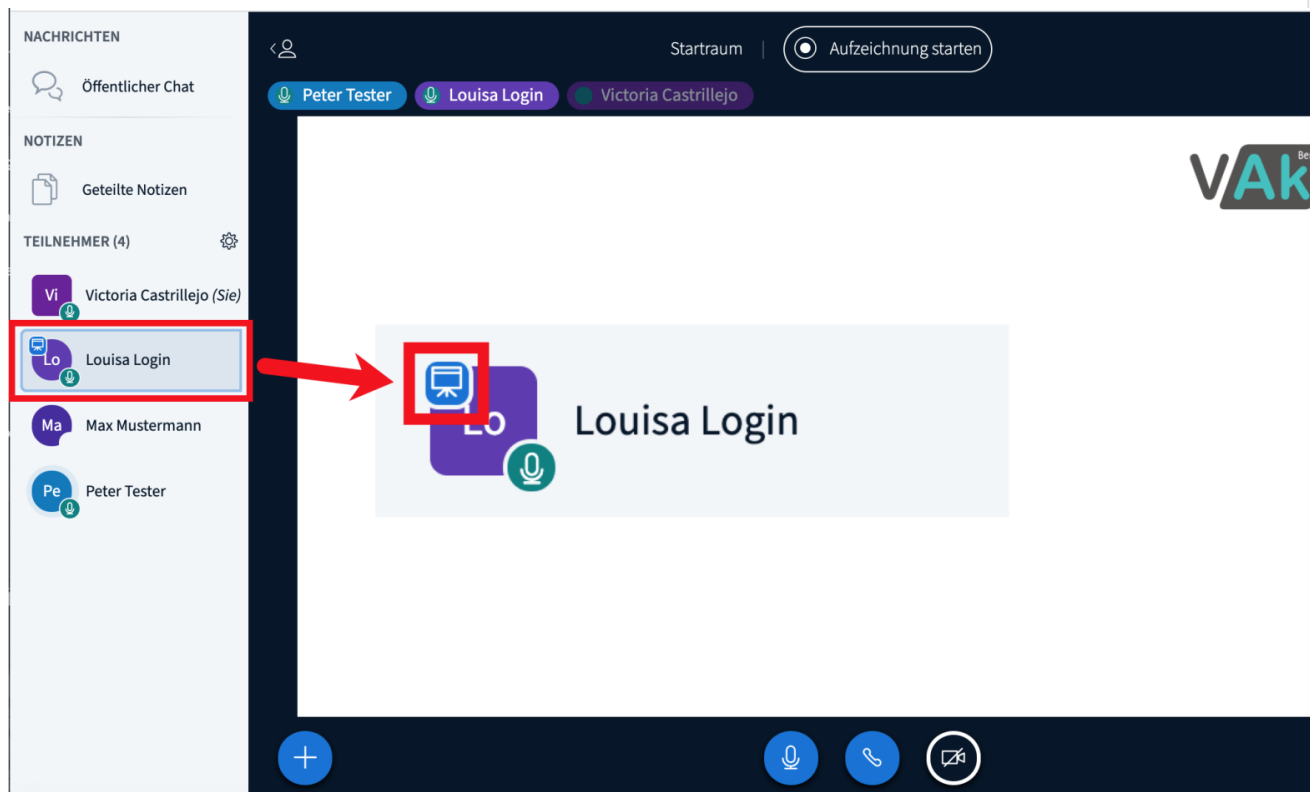 NACHRICHTEN
Öffentlicher Chat
NOTIZEN
Geteilte Notizen
TEILNEHMER (4)
Vi Victoria Castrillejo (Sie)
Lo Louisa Login
Ma Max Mustermann
Pe Peter Tester
Startraum | Aufzeichnung starten
Peter Tester Louisa Login Victoria Castrillejo
VAk
Lo Louisa Login